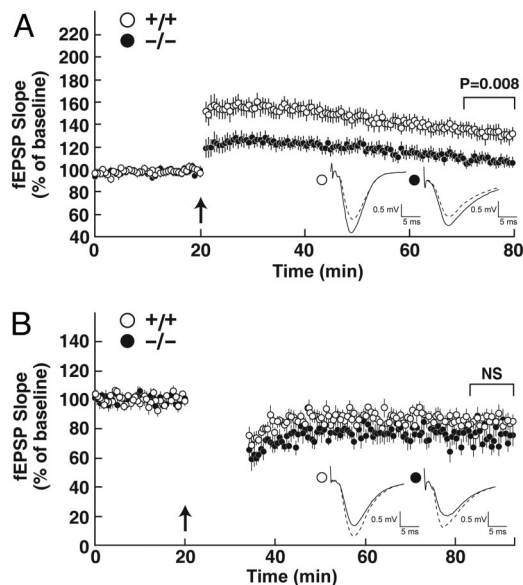 A
+/+
−/−
P=0.008
fEPSP Slope
(% of baseline)
220
200
180
160
140
120
100
80
60
40
0.5 mV
5 ms
0.5 mV
5 ms
0
20
40
60
80
Time (min)
B
+/+
−/−
NS
fEPSP Slope
(% of baseline)
140
120
100
80
60
40
20
0
0.5 mV
5 ms
0.5 mV
5 ms
0
20
40
60
80
Time (min)